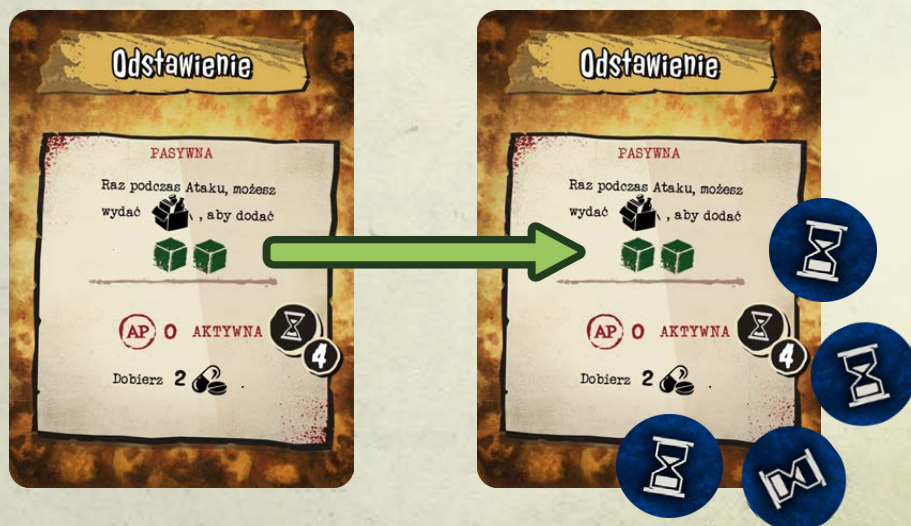 Odstawienie
PASYWNA
Raz podczas Ataku, możesz
wydać , aby dodać
AP 0 AKTYWNA
4
Dobierz 2 .
Odstawienie
PASYWNA
Raz podczas Ataku, możesz
wydać , aby dodać
AP 0 AKTYWNA
4
Dobierz 2 .